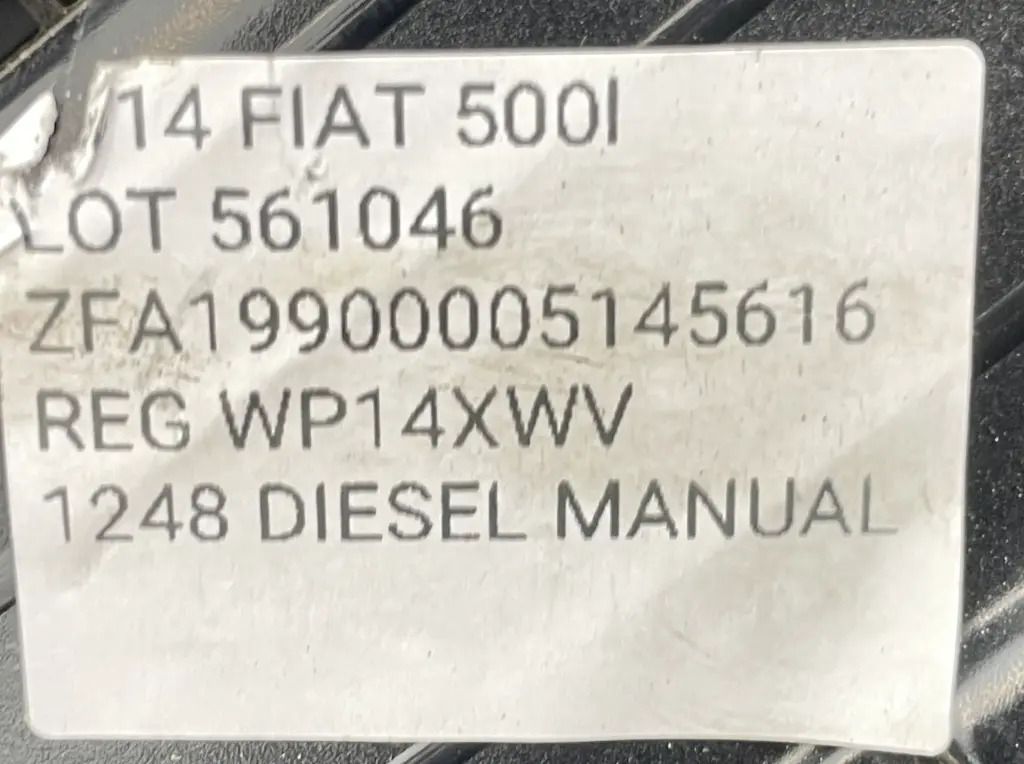 14 FIAT 500l
LOT 561046
ZFA19900005145616
REG WP14XWV
1248 DIESEL MANUAL